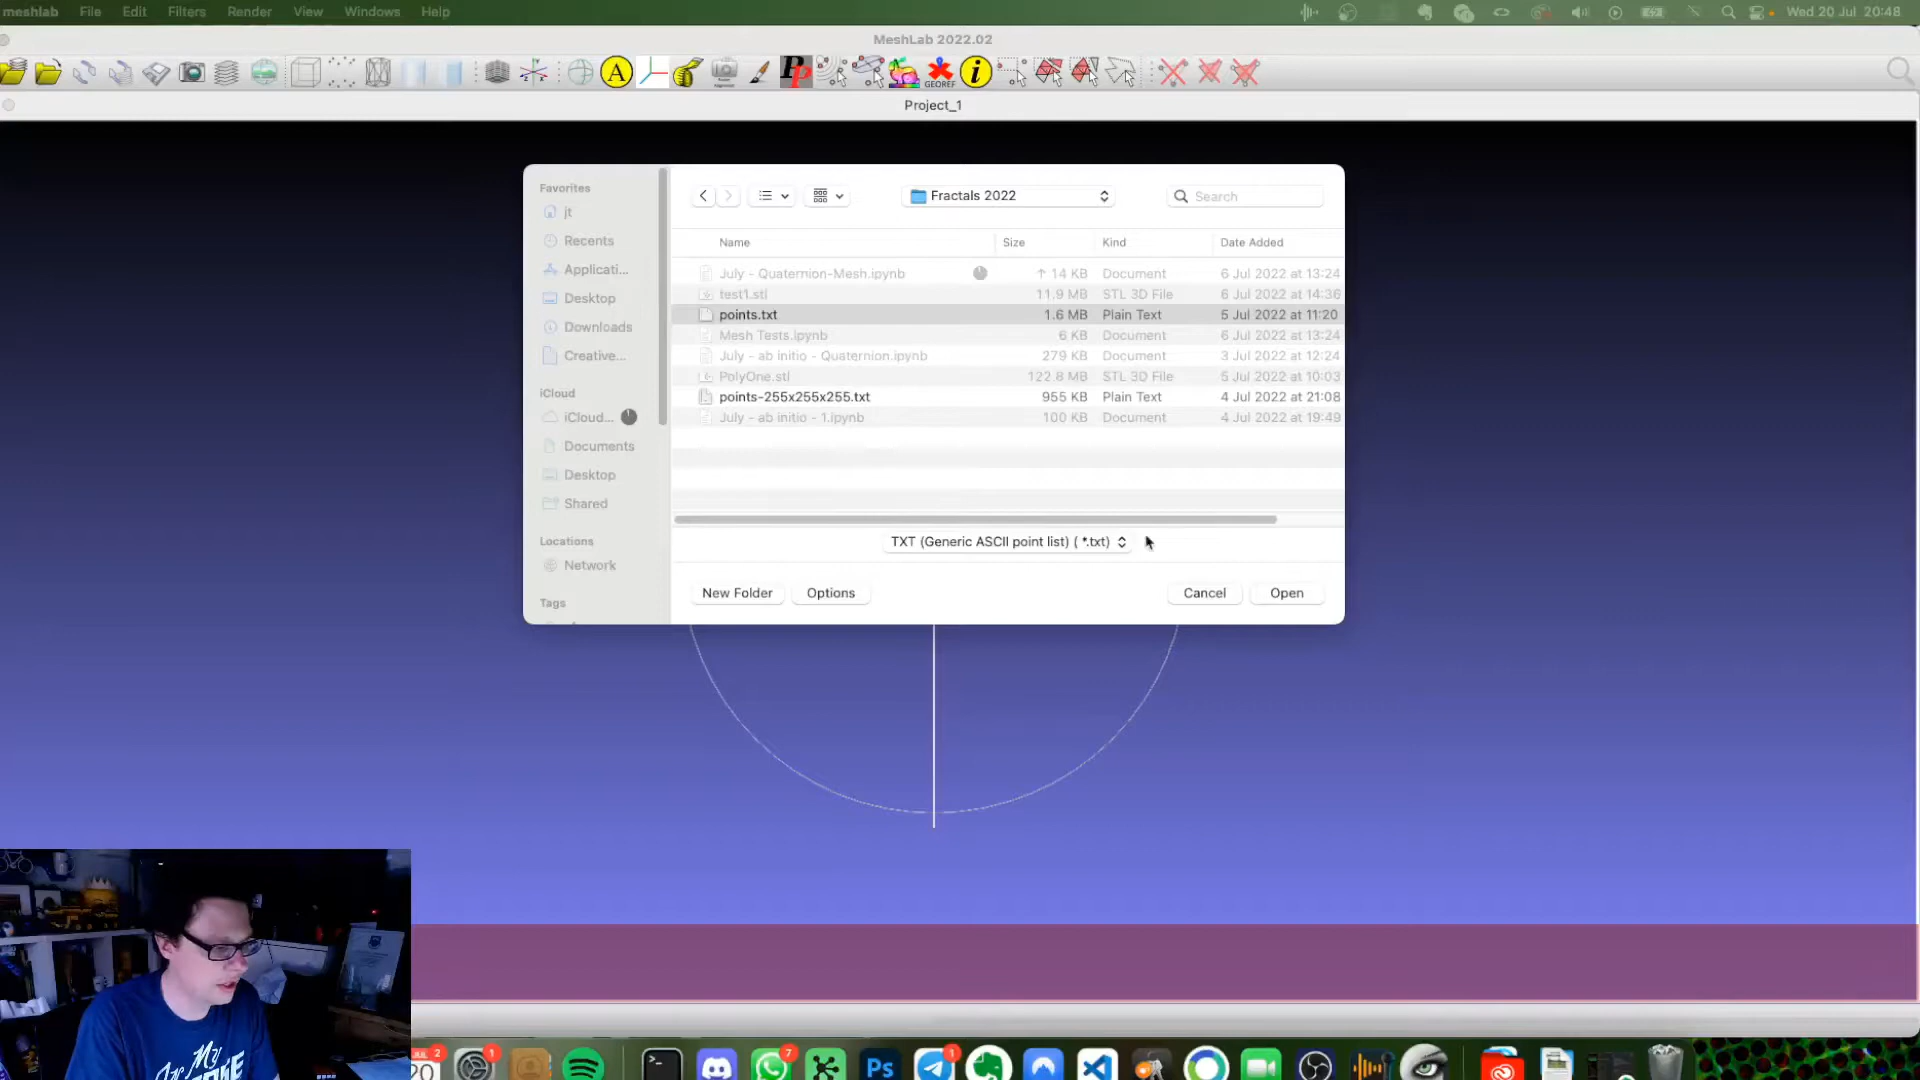 meshlab File Edit Filters Render View Windows Help Wed 20 Jul 20:48
MeshLab 2022.02
A Pp GEOREF i
Project_1
Favorites
jt
Recents
Applicati...
Desktop
Downloads
Creative...
iCloud
iCloud...
Documents
Desktop
Shared
Locations
Network
Tags
Fractals 2022
Search
Name Size Kind Date Added
July - Quaternion-Mesh.ipynb ↑ 14 KB Document 6 Jul 2022 at 13:24
test1.stl 11.9 MB STL 3D File 6 Jul 2022 at 14:36
points.txt 1.6 MB Plain Text 5 Jul 2022 at 11:20
Mesh Tests.ipynb 6 KB Document 6 Jul 2022 at 13:24
July - ab initio - Quaternion.ipynb 279 KB Document 3 Jul 2022 at 12:24
PolyOne.stl 122.8 MB STL 3D File 5 Jul 2022 at 10:03
points-255x255x255.txt 955 KB Plain Text 4 Jul 2022 at 21:08
July - ab initio - 1.ipynb 100 KB Document 4 Jul 2022 at 19:49
TXT (Generic ASCII point list) ( *.txt)
New Folder Options Cancel Open
My
JUL 2 1 7 Ps 1
20